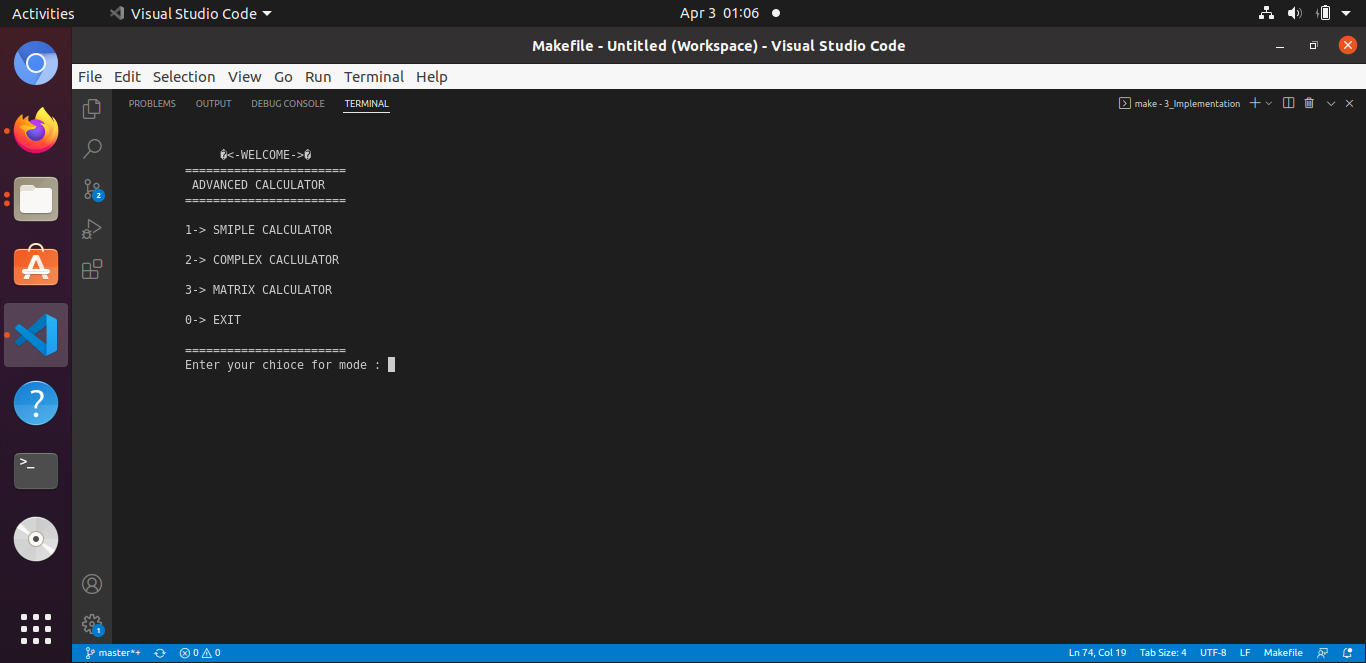 Activities Visual Studio Code Apr 3 01:06
Makefile - Untitled (Workspace) - Visual Studio Code
File Edit Selection View Go Run Terminal Help
PROBLEMS OUTPUT DEBUG CONSOLE TERMINAL make - 3_Implementation
�<-WELCOME->�
=======================
ADVANCED CALCULATOR
=======================
1-> SMIPLE CALCULATOR
2-> COMPLEX CACLULATOR
3-> MATRIX CALCULATOR
0-> EXIT
=======================
Enter your chioce for mode :
2
?
>_
1
master*+ 0 0 Ln 74, Col 19 Tab Size: 4 UTF-8 LF Makefile